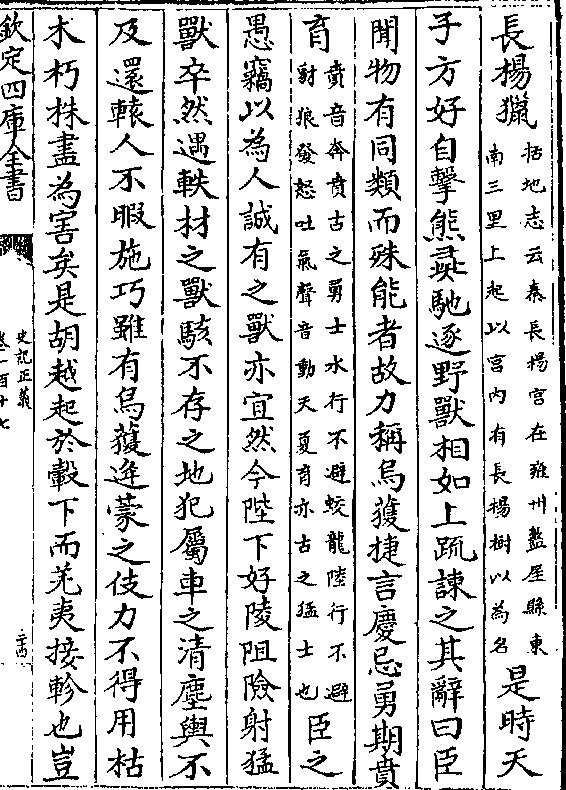 長楊獵括地志云秦長楊宮在雍州盩厔縣東南三里上起以宮內有長楊樹以為名是時天
子方好自擊熊彘馳逐野獸相如上疏諫之其辭曰臣
聞物有同類而殊能者故力稱烏獲捷言慶忌勇期賁
育賁音奔賁古之勇士水行不避蛟龍陸行不避豺狼發怒吐氣聲音動天夏育亦古之猛士也臣之
愚竊以為人誠有之獸亦宜然今陛下好陵阻險射猛
獸卒然遇軼材之獸駭不存之地犯屬車之清塵輿不
及還轅人不暇施巧雖有烏獲逄蒙之伎力不得用枯
木朽株盡為害矣是胡越起於轂下而羌夷接軫也豈
欽定四庫全書
史記正義
卷一百十七
二十四